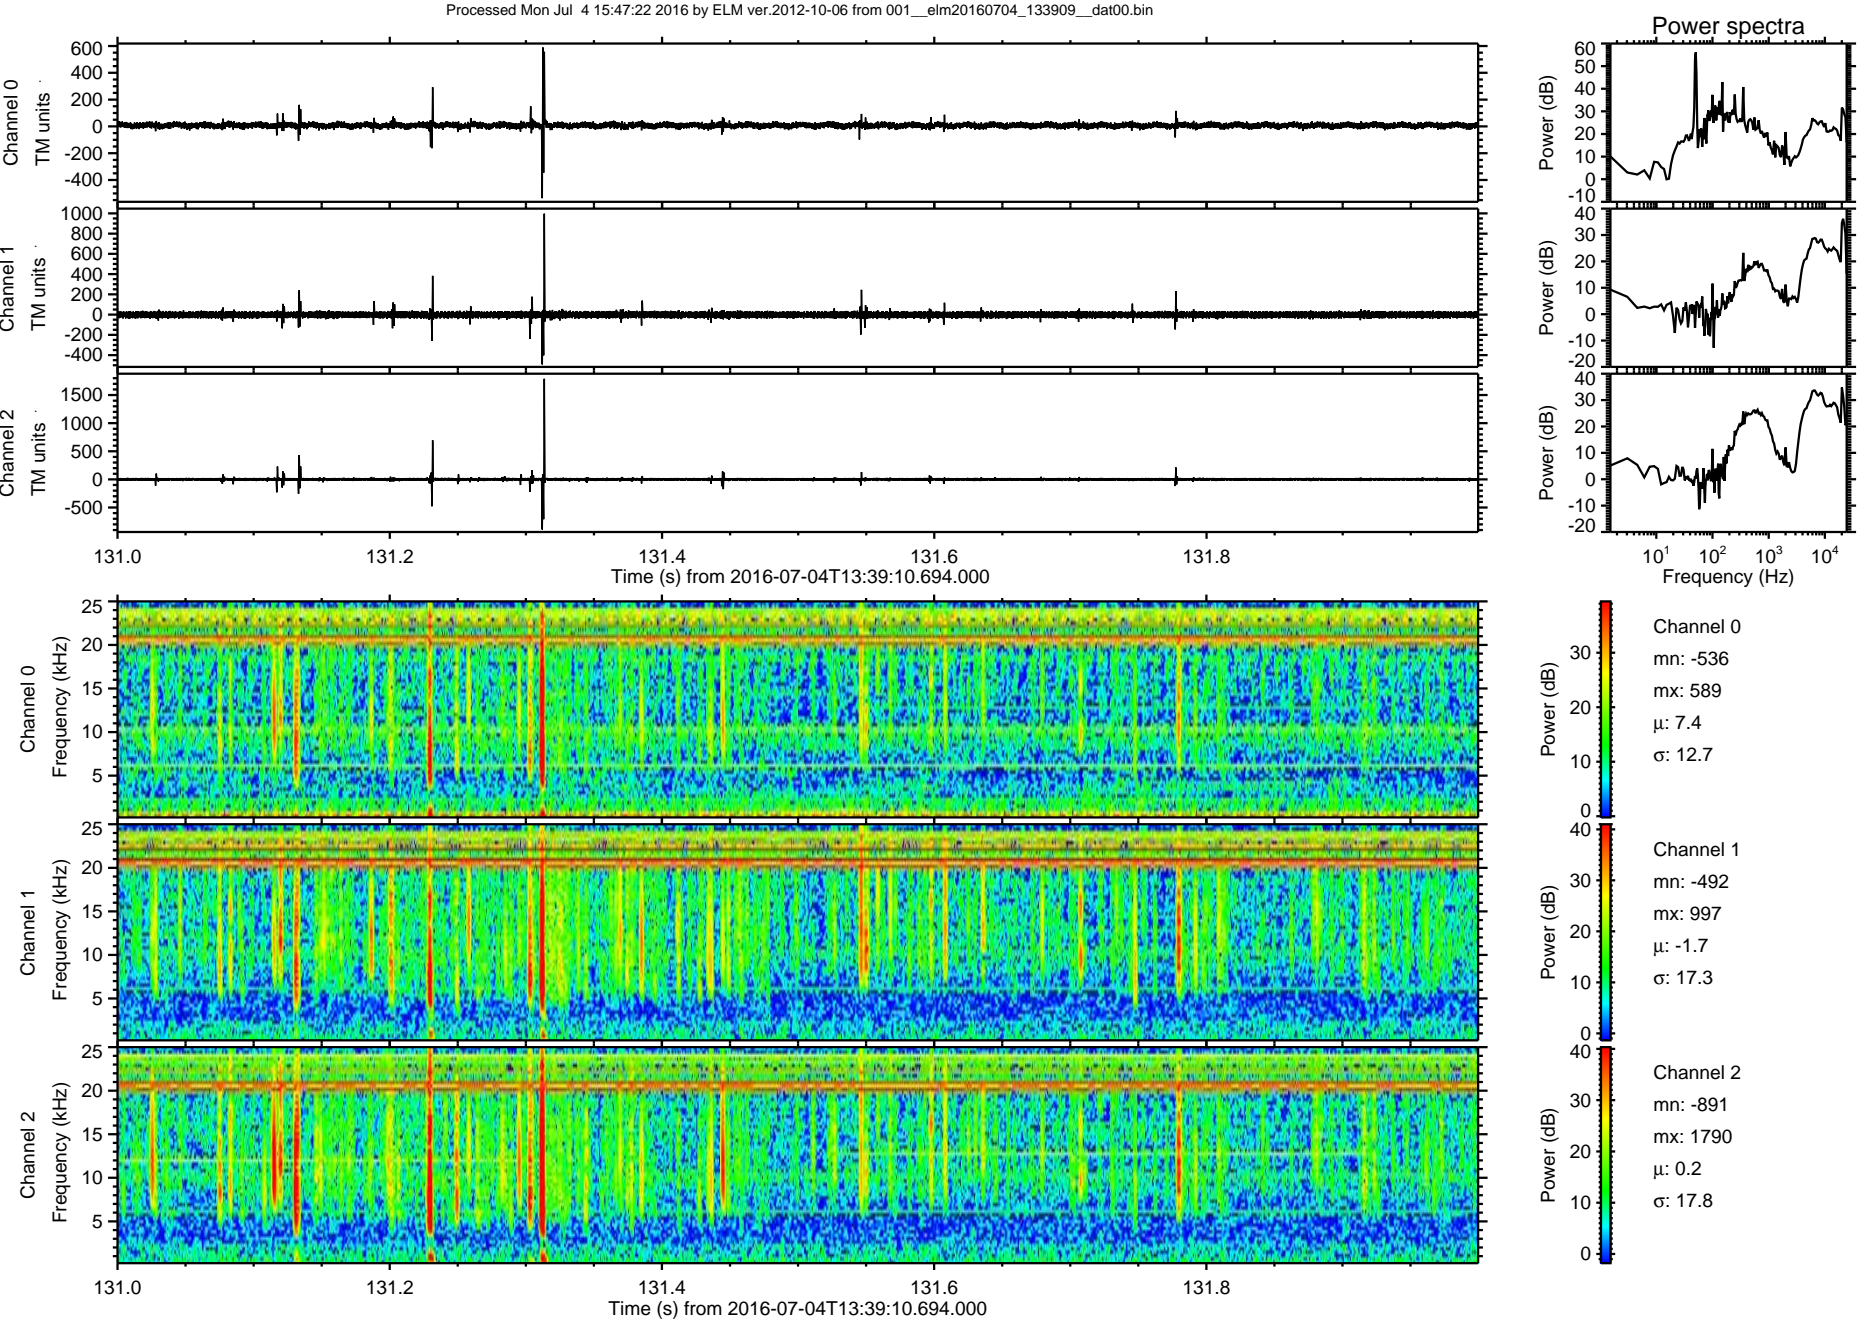 Processed Mon Jul 4 15:47:22 2016 by ELM ver.2012-10-06 from 001__elm20160704_133909__dat00.bin
Power spectra
Channel 0
TM units
600
400
200
0
-200
-400
Power (dB)
60
50
40
30
20
10
0
-10
Channel 1
TM units
1000
800
600
400
200
0
-200
-400
Power (dB)
40
30
20
10
0
-10
-20
Channel 2
TM units
1500
1000
500
0
-500
Power (dB)
40
30
20
10
0
-10
-20
131.0 131.2 131.4 131.6 131.8
Time (s) from 2016-07-04T13:39:10.694.000
10^1 10^2 10^3 10^4
Frequency (Hz)
Channel 0
Frequency (kHz)
25
20
15
10
5
Power (dB)
30
20
10
0
Channel 0
mn: -536
mx: 589
μ: 7.4
σ: 12.7
Channel 1
Frequency (kHz)
25
20
15
10
5
Power (dB)
40
30
20
10
0
Channel 1
mn: -492
mx: 997
μ: -1.7
σ: 17.3
Channel 2
Frequency (kHz)
25
20
15
10
5
Power (dB)
40
30
20
10
0
Channel 2
mn: -891
mx: 1790
μ: 0.2
σ: 17.8
131.0 131.2 131.4 131.6 131.8
Time (s) from 2016-07-04T13:39:10.694.000